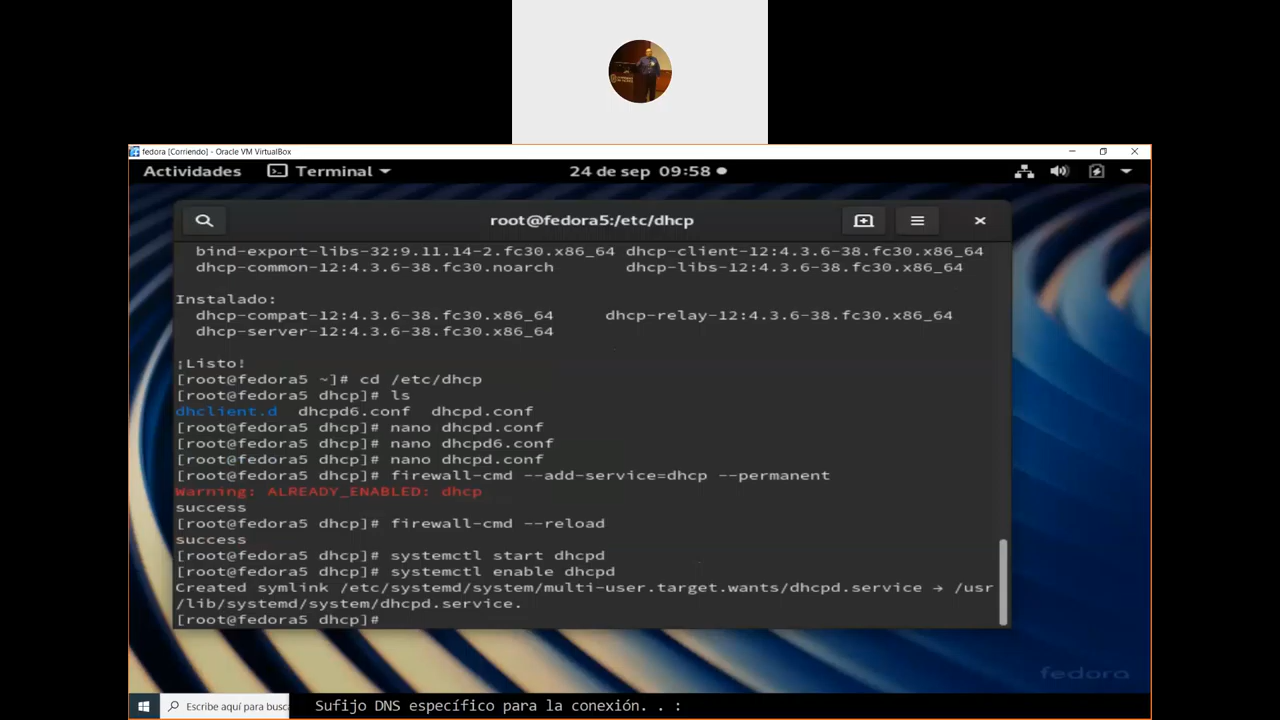 fedora [Corriendo] - Oracle VM VirtualBox
Actividades Terminal 24 de sep 09:58
root@fedora5:/etc/dhcp
bind-export-libs-32:9.11.14-2.fc30.x86_64 dhcp-client-12:4.3.6-38.fc30.x86_64
dhcp-common-12:4.3.6-38.fc30.noarch dhcp-libs-12:4.3.6-38.fc30.x86_64
Instalado:
dhcp-compat-12:4.3.6-38.fc30.x86_64 dhcp-relay-12:4.3.6-38.fc30.x86_64
dhcp-server-12:4.3.6-38.fc30.x86_64
¡Listo!
[root@fedora5 ~]# cd /etc/dhcp
[root@fedora5 dhcp]# ls
dhclient.d dhcpd6.conf dhcpd.conf
[root@fedora5 dhcp]# nano dhcpd.conf
[root@fedora5 dhcp]# nano dhcpd6.conf
[root@fedora5 dhcp]# nano dhcpd.conf
[root@fedora5 dhcp]# firewall-cmd --add-service=dhcp --permanent
Warning: ALREADY_ENABLED: dhcp
success
[root@fedora5 dhcp]# firewall-cmd --reload
success
[root@fedora5 dhcp]# systemctl start dhcpd
[root@fedora5 dhcp]# systemctl enable dhcpd
Created symlink /etc/systemd/system/multi-user.target.wants/dhcpd.service → /usr
/lib/systemd/system/dhcpd.service.
[root@fedora5 dhcp]#
fedora
Escribe aquí para busc
Sufijo DNS específico para la conexión. . :